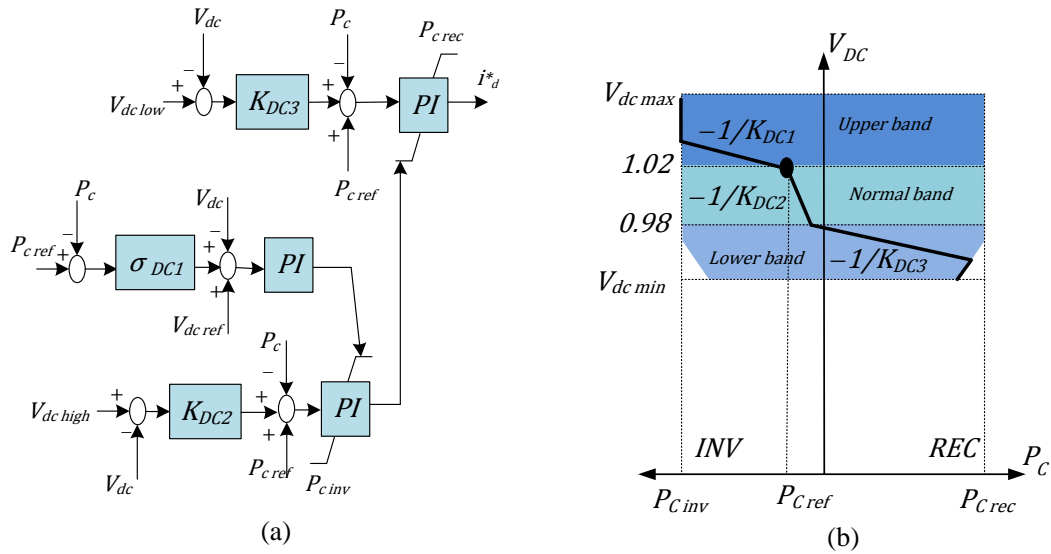 V_dc
−
+
V_dc low
K_DC3
P_c
−
+
+
P_c ref
PI
P_c rec
i*_d
P_c
−
+
P_c ref
σ_DC1
V_dc
−
+
+
V_dc ref
PI
V_dc high
+
−
V_dc
K_DC2
P_c
−
+
+
P_c ref
PI
P_c inv
(a)
V_DC
V_dc max
−1/K_DC1
Upper band
1.02
−1/K_DC2
Normal band
0.98
Lower band
−1/K_DC3
V_dc min
INV
REC
P_C
P_C inv
P_C ref
P_C rec
(b)